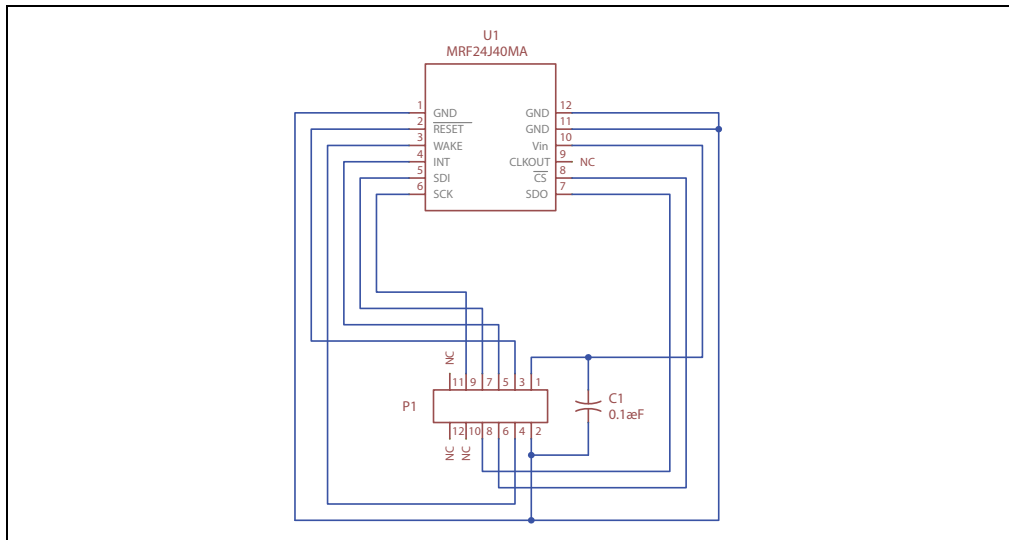 U1
MRF24J40MA
1 GND GND 12
2 RESET GND 11
3 WAKE Vin 10
4 INT CLKOUT 9 NC
5 SDI CS 8
6 SCK SDO 7
NC
11 9 7 5 3 1
P1
C1
0.1æF
12 10 8 6 4 2
NC NC